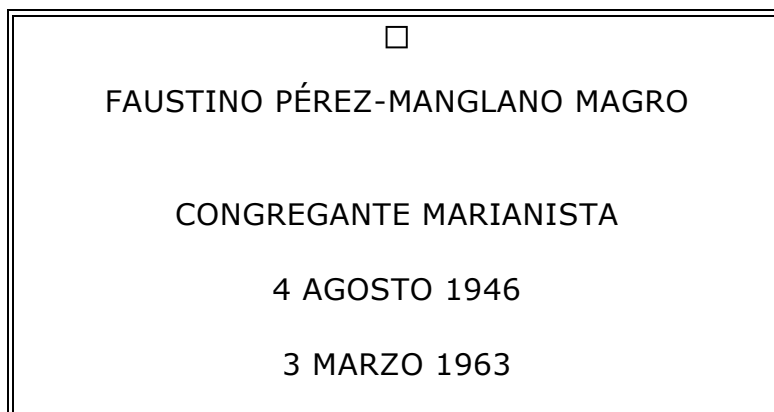 □
FAUSTINO PÉREZ-MANGLANO MAGRO
CONGREGANTE MARIANISTA
4 AGOSTO 1946
3 MARZO 1963